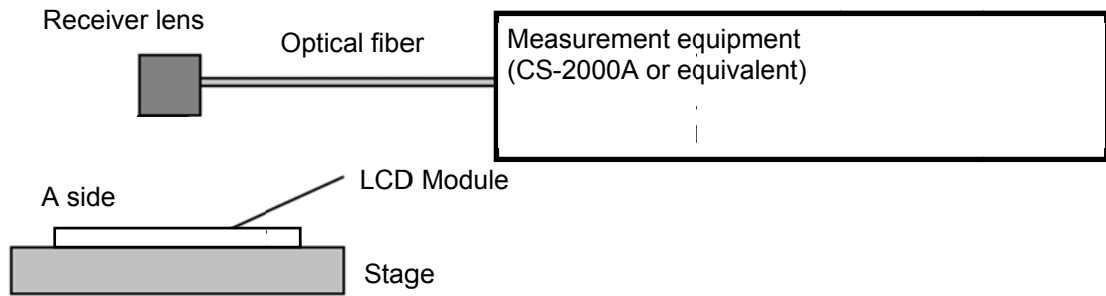 Receiver lens
Optical fiber
Measurement equipment
(CS-2000A or equivalent)
LCD Module
A side
Stage